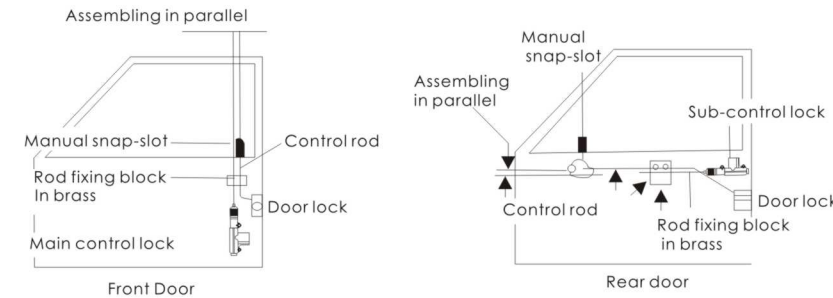 Assembling in parallel
Manual snap-slot
Control rod
Rod fixing block
In brass
Door lock
Main control lock
Front Door
Manual
snap-slot
Assembling
in parallel
Sub-control lock
Control rod
Door lock
Rod fixing block
in brass
Rear door